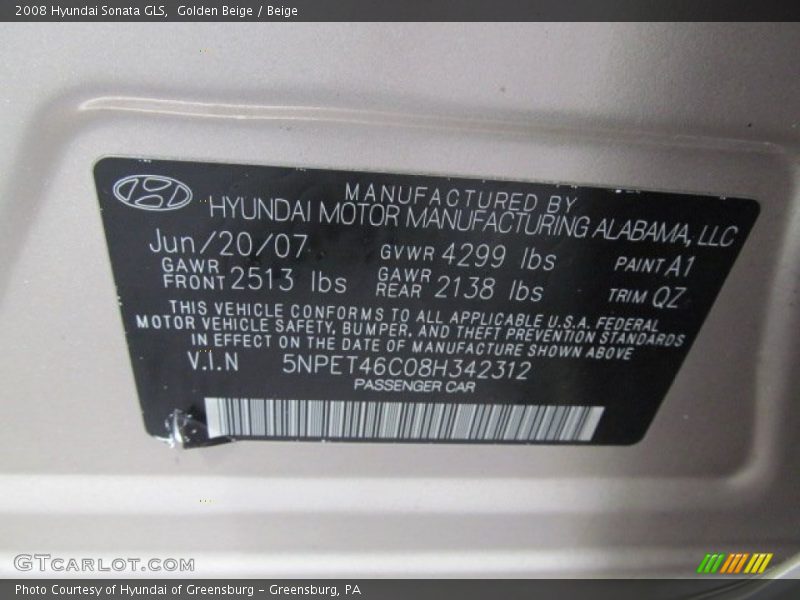 2008 Hyundai Sonata GLS,  Golden Beige / Beige
MANUFACTURED BY
HYUNDAI MOTOR MANUFACTURING ALABAMA, LLC
Jun/20/07 GVWR 4299 lbs PAINT A1
GAWR FRONT 2513 lbs GAWR REAR 2138 lbs TRIM QZ
THIS VEHICLE CONFORMS TO ALL APPLICABLE U.S.A. FEDERAL
MOTOR VEHICLE SAFETY, BUMPER, AND THEFT PREVENTION STANDARDS
IN EFFECT ON THE DATE OF MANUFACTURE SHOWN ABOVE
V.I.N 5NPET46C08H342312
PASSENGER CAR
GTCarLot.com
Photo Courtesy of Hyundai of Greensburg - Greensburg, PA